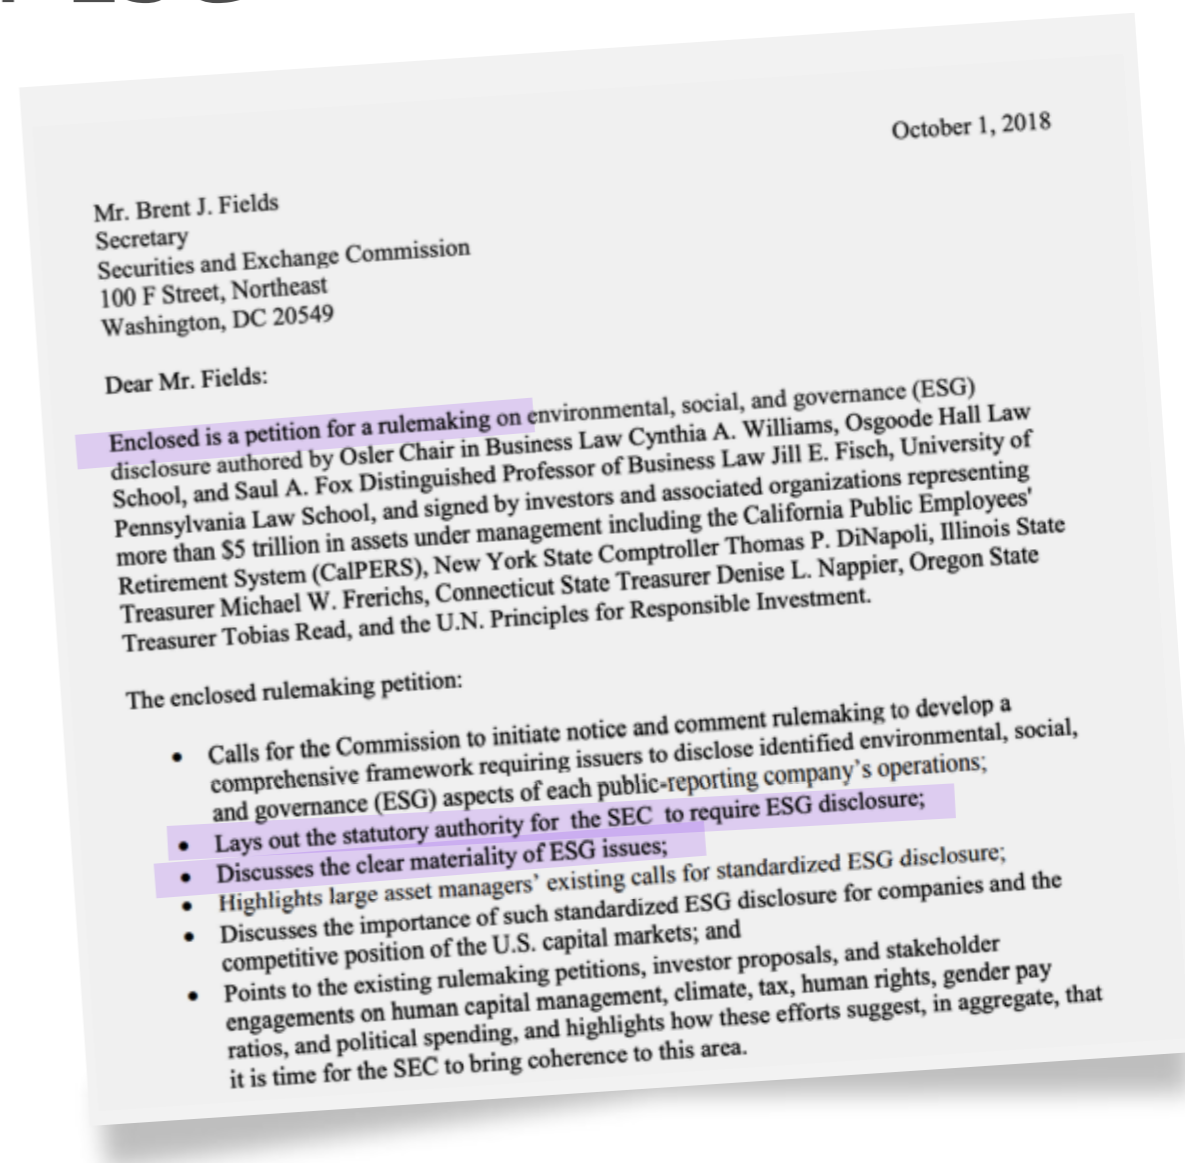 October 1, 2018
Mr. Brent J. Fields
Secretary
Securities and Exchange Commission
100 F Street, Northeast
Washington, DC 20549
Dear Mr. Fields:
Enclosed is a petition for a rulemaking on environmental, social, and governance (ESG)
disclosure authored by Osler Chair in Business Law Cynthia A. Williams, Osgoode Hall Law
School, and Saul A. Fox Distinguished Professor of Business Law Jill E. Fisch, University of
Pennsylvania Law School, and signed by investors and associated organizations representing
more than $5 trillion in assets under management including the California Public Employees'
Retirement System (CalPERS), New York State Comptroller Thomas P. DiNapoli, Illinois State
Treasurer Michael W. Frerichs, Connecticut State Treasurer Denise L. Nappier, Oregon State
Treasurer Tobias Read, and the U.N. Principles for Responsible Investment.
The enclosed rulemaking petition:
• Calls for the Commission to initiate notice and comment rulemaking to develop a
comprehensive framework requiring issuers to disclose identified environmental, social,
and governance (ESG) aspects of each public-reporting company's operations;
• Lays out the statutory authority for the SEC to require ESG disclosure;
• Discusses the clear materiality of ESG issues;
• Highlights large asset managers' existing calls for standardized ESG disclosure;
• Discusses the importance of such standardized ESG disclosure for companies and the
competitive position of the U.S. capital markets; and
• Points to the existing rulemaking petitions, investor proposals, and stakeholder
engagements on human capital management, climate, tax, human rights, gender pay
ratios, and political spending, and highlights how these efforts suggest, in aggregate, that
it is time for the SEC to bring coherence to this area.